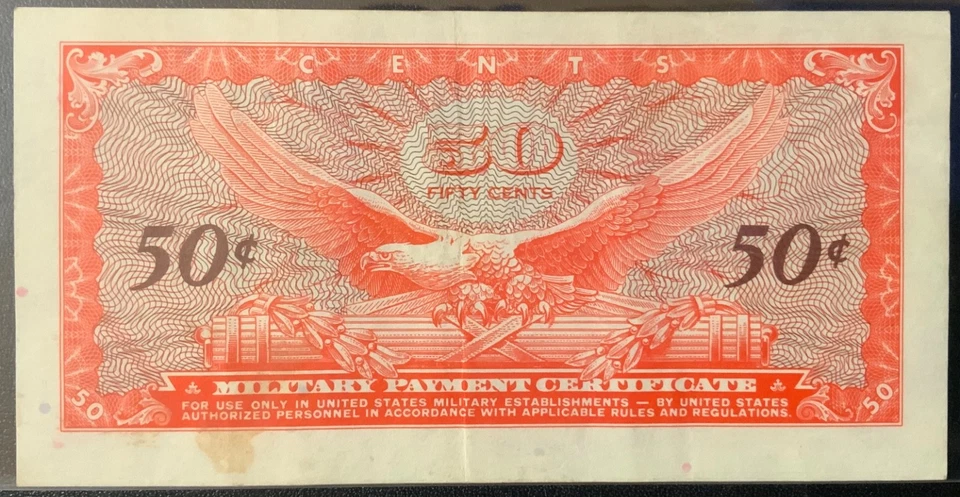 CENTS
50
FIFTY CENTS
50¢ 50¢
MILITARY PAYMENT CERTIFICATE
FOR USE ONLY IN UNITED STATES MILITARY ESTABLISHMENTS — BY UNITED STATES
AUTHORIZED PERSONNEL IN ACCORDANCE WITH APPLICABLE RULES AND REGULATIONS.
50 50